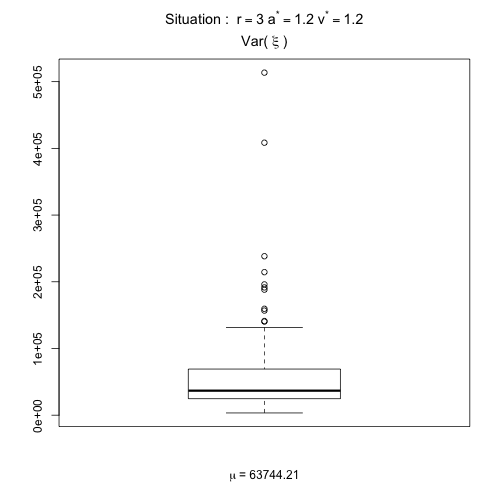 Situation : r = 3 a* = 1.2 v* = 1.2
Var( ξ )
5e+05
4e+05
3e+05
2e+05
1e+05
0e+00
μ = 63744.21